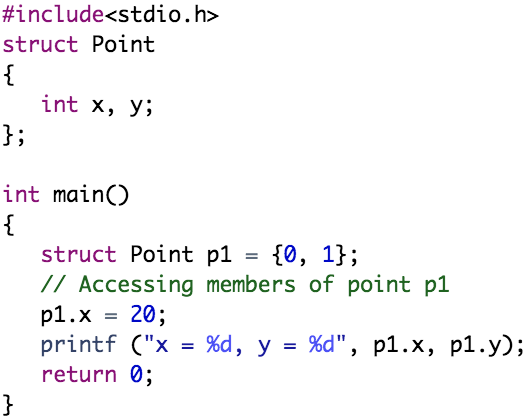 #include<stdio.h>
struct Point
{
   int x, y;
};

int main()
{
   struct Point p1 = {0, 1};
   // Accessing members of point p1
   p1.x = 20;
   printf ("x = %d, y = %d", p1.x, p1.y);
   return 0;
}